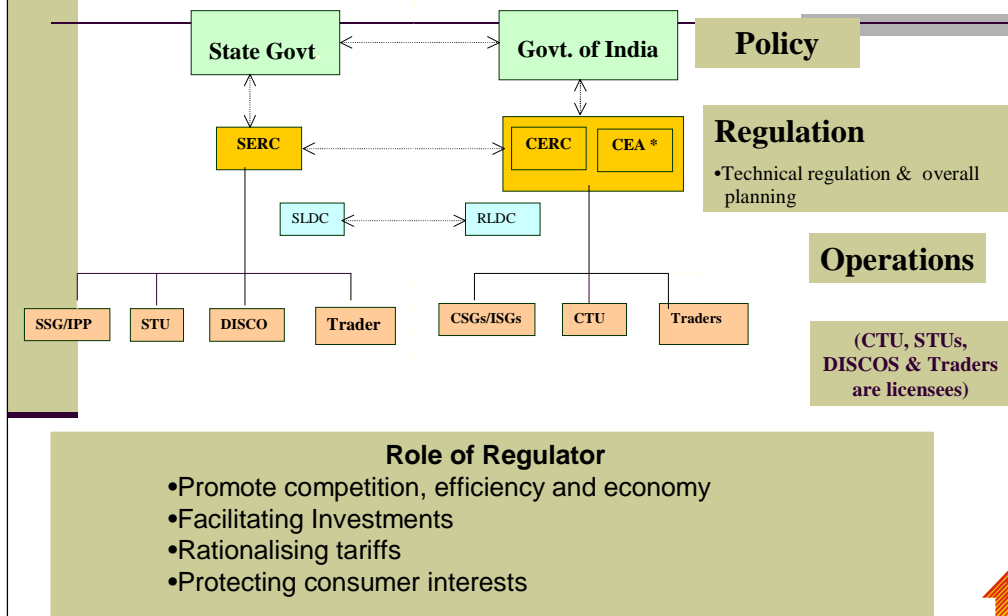 State Govt
Govt. of India
Policy
SERC
CERC
CEA *
Regulation
•Technical regulation & overall
planning
SLDC
RLDC
Operations
SSG/IPP
STU
DISCO
Trader
CSGs/ISGs
CTU
Traders
(CTU, STUs,
DISCOS & Traders
are licensees)
Role of Regulator
•Promote competition, efficiency and economy
•Facilitating Investments
•Rationalising tariffs
•Protecting consumer interests